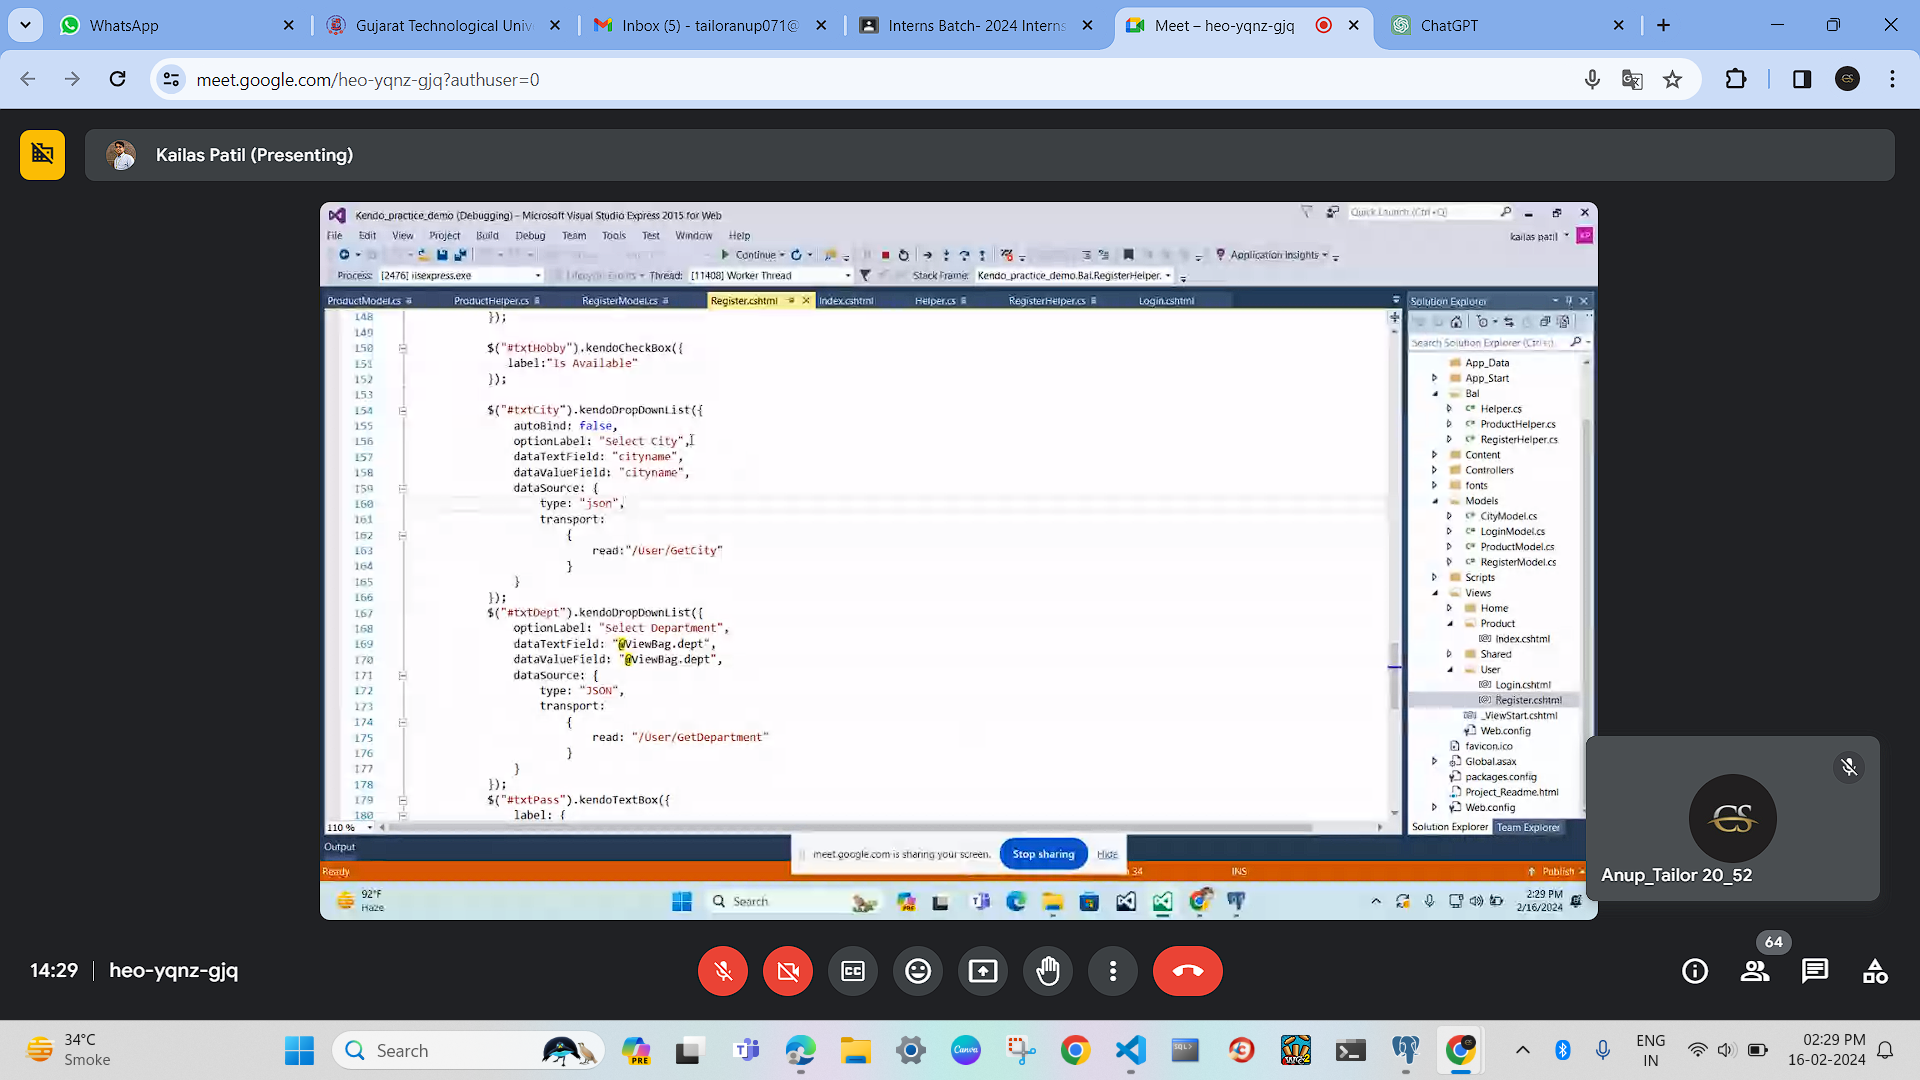 WhatsApp
Gujarat Technological Univ
Inbox (5) - tailoranup071@
Interns Batch- 2024 Interns
Meet – heo-yqnz-gjq
ChatGPT
meet.google.com/heo-yqnz-gjq?authuser=0
Kailas Patil (Presenting)
Kendo_practice_demo (Debugging) – Microsoft Visual Studio Express 2015 for Web
Quick Launch (Ctrl+Q)
File Edit View Project Build Debug Team Tools Test Window Help
kailas patil KP
Continue
Application Insights
Process: [2476] iisexpress.exe
Lifecycle Events Thread: [11408] Worker Thread
Stack Frame: Kendo_practice_demo.Bal.RegisterHelper.
ProductModel.cs ProductHelper.cs RegisterModel.cs Register.cshtml Index.cshtml Helper.cs RegisterHelper.cs Login.cshtml
Solution Explorer
Search Solution Explorer (Ctrl+;)
148 });
149
150 $("#txtHobby").kendoCheckBox({
151 label:"Is Available"
152 });
153
154 $("#txtCity").kendoDropDownList({
155 autoBind: false,
156 optionLabel: "Select City",
157 dataTextField: "cityname",
158 dataValueField: "cityname",
159 dataSource: {
160 type: "json",
161 transport:
162 {
163 read:"/User/GetCity"
164 }
165 }
166 });
167 $("#txtDept").kendoDropDownList({
168 optionLabel: "Select Department",
169 dataTextField: "@ViewBag.dept",
170 dataValueField: "@ViewBag.dept",
171 dataSource: {
172 type: "JSON",
173 transport:
174 {
175 read: "/User/GetDepartment"
176 }
177 }
178 });
179 $("#txtPass").kendoTextBox({
180 label: {
110 %
App_Data
App_Start
Bal
Helper.cs
ProductHelper.cs
RegisterHelper.cs
Content
Controllers
fonts
Models
CityModel.cs
LoginModel.cs
ProductModel.cs
RegisterModel.cs
Scripts
Views
Home
Product
Index.cshtml
Shared
User
Login.cshtml
Register.cshtml
_ViewStart.cshtml
Web.config
favicon.ico
Global.asax
packages.config
Project_Readme.html
Web.config
Solution Explorer Team Explorer
Output
meet.google.com is sharing your screen. Stop sharing Hide
Ready
34
INS
Publish
92°F
Haze
Search
2:29 PM
2/16/2024
CS
Anup_Tailor 20_52
14:29
heo-yqnz-gjq
64
34°C
Smoke
Search
PRE
Canva
SQL
ENG
IN
02:29 PM
16-02-2024